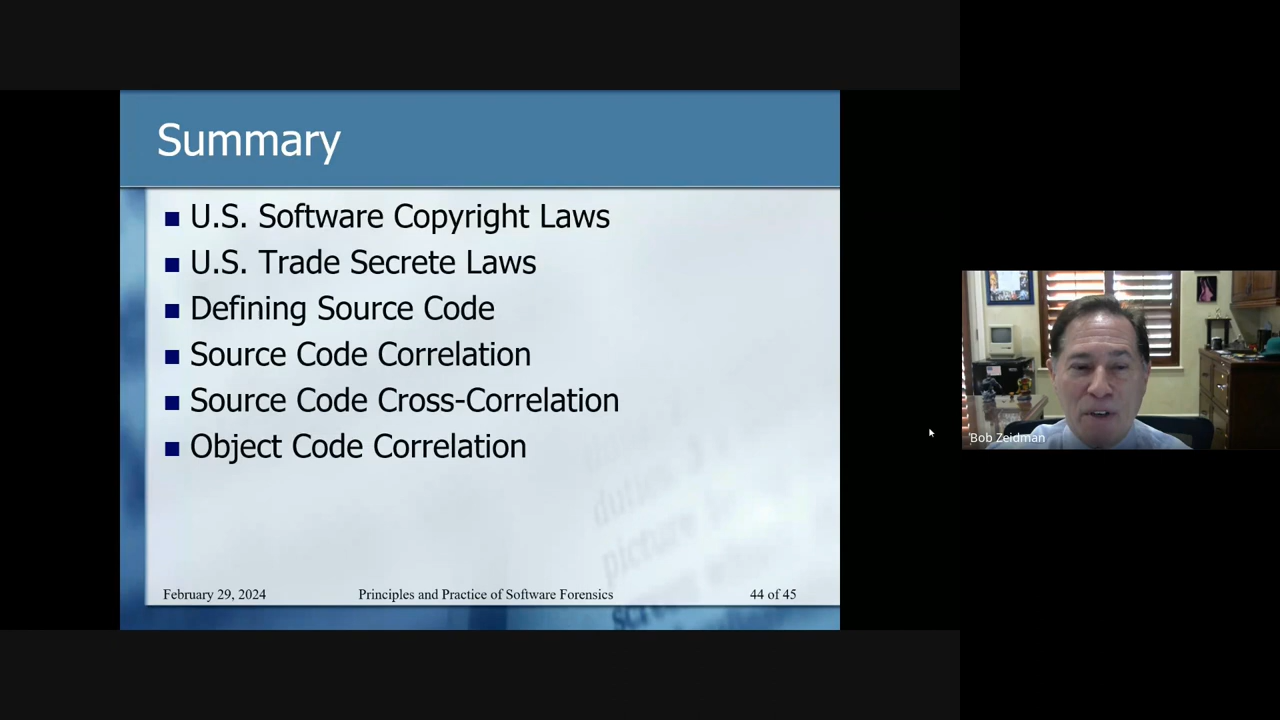 Summary
U.S. Software Copyright Laws
U.S. Trade Secrete Laws
Defining Source Code
Source Code Correlation
Source Code Cross-Correlation
Object Code Correlation
February 29, 2024 Principles and Practice of Software Forensics 44 of 45
Bob Zeidman